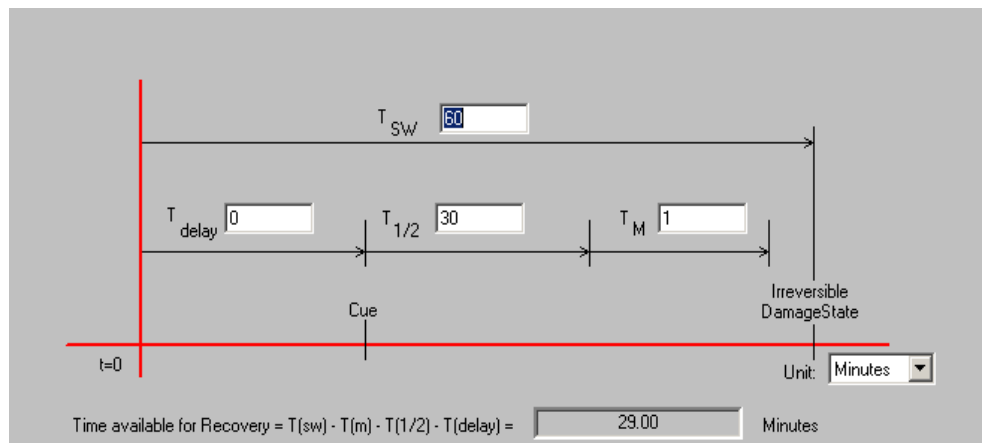 T SW 60
T delay 0 T 1/2 30 T M 1
Irreversible
DamageState
Cue
t=0
Unit: Minutes
Time available for Recovery = T(sw) - T(m) - T(1/2) - T(delay) = 29.00 Minutes